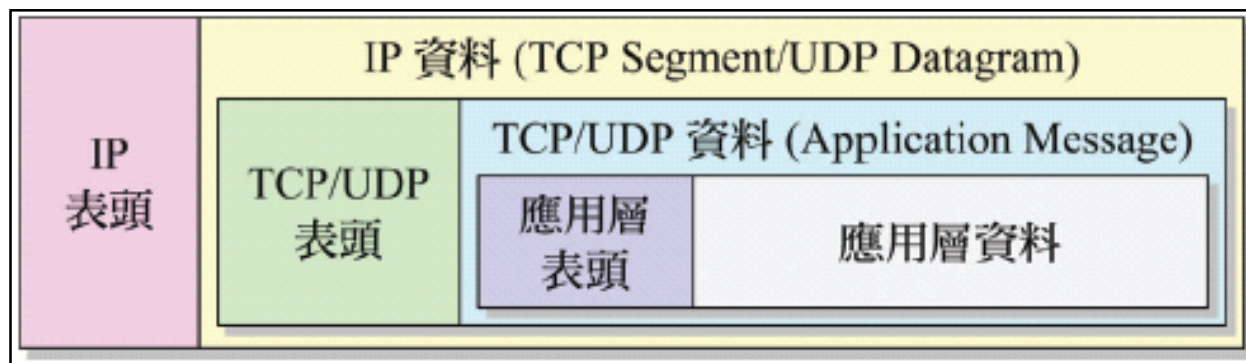 IP 資料 (TCP Segment/UDP Datagram)
IP
表頭
TCP/UDP
表頭
TCP/UDP 資料 (Application Message)
應用層
表頭
應用層資料